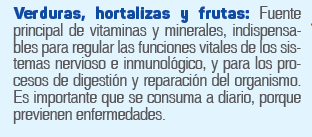 Verduras, hortalizas y frutas: Fuente
principal de vitaminas y minerales, indispensa-
bles para regular las funciones vitales de los sis-
temas nervioso e inmunológico, y para los pro-
cesos de digestión y reparación del organismo.
Es importante que se consuma a diario, porque
previenen enfermedades.